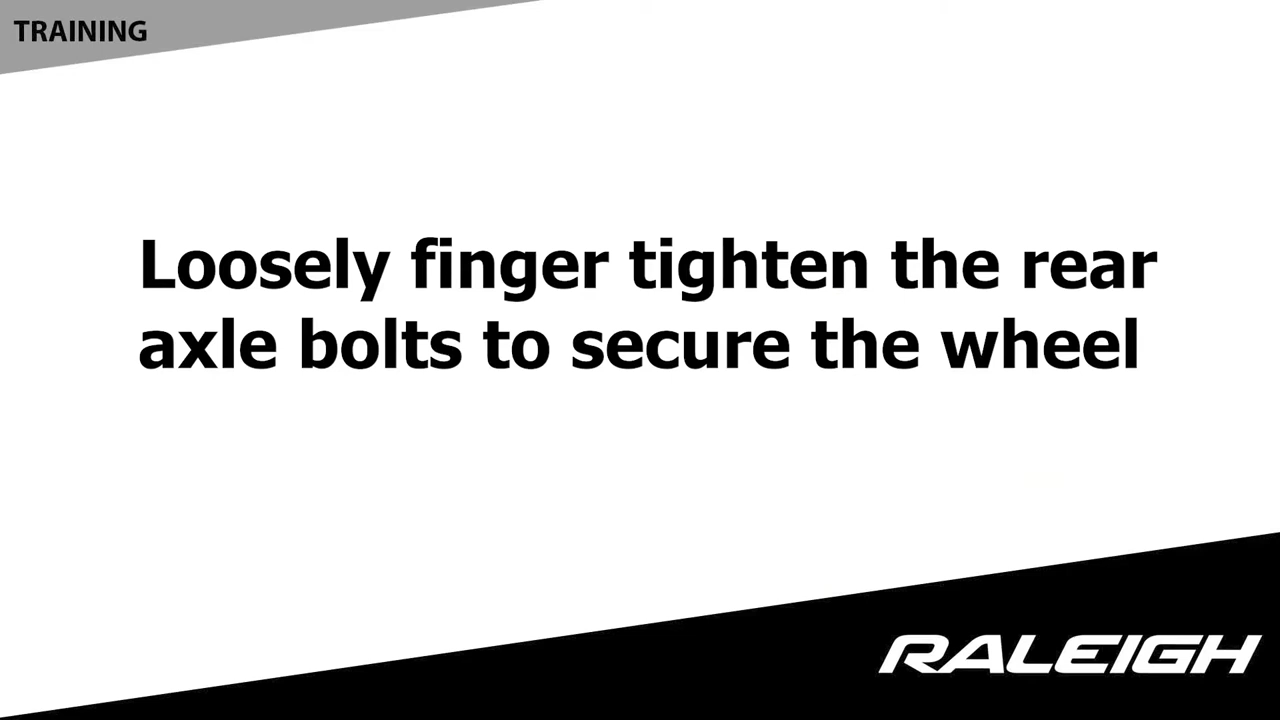 TRAINING
Loosely finger tighten the rear
axle bolts to secure the wheel
RALEIGH